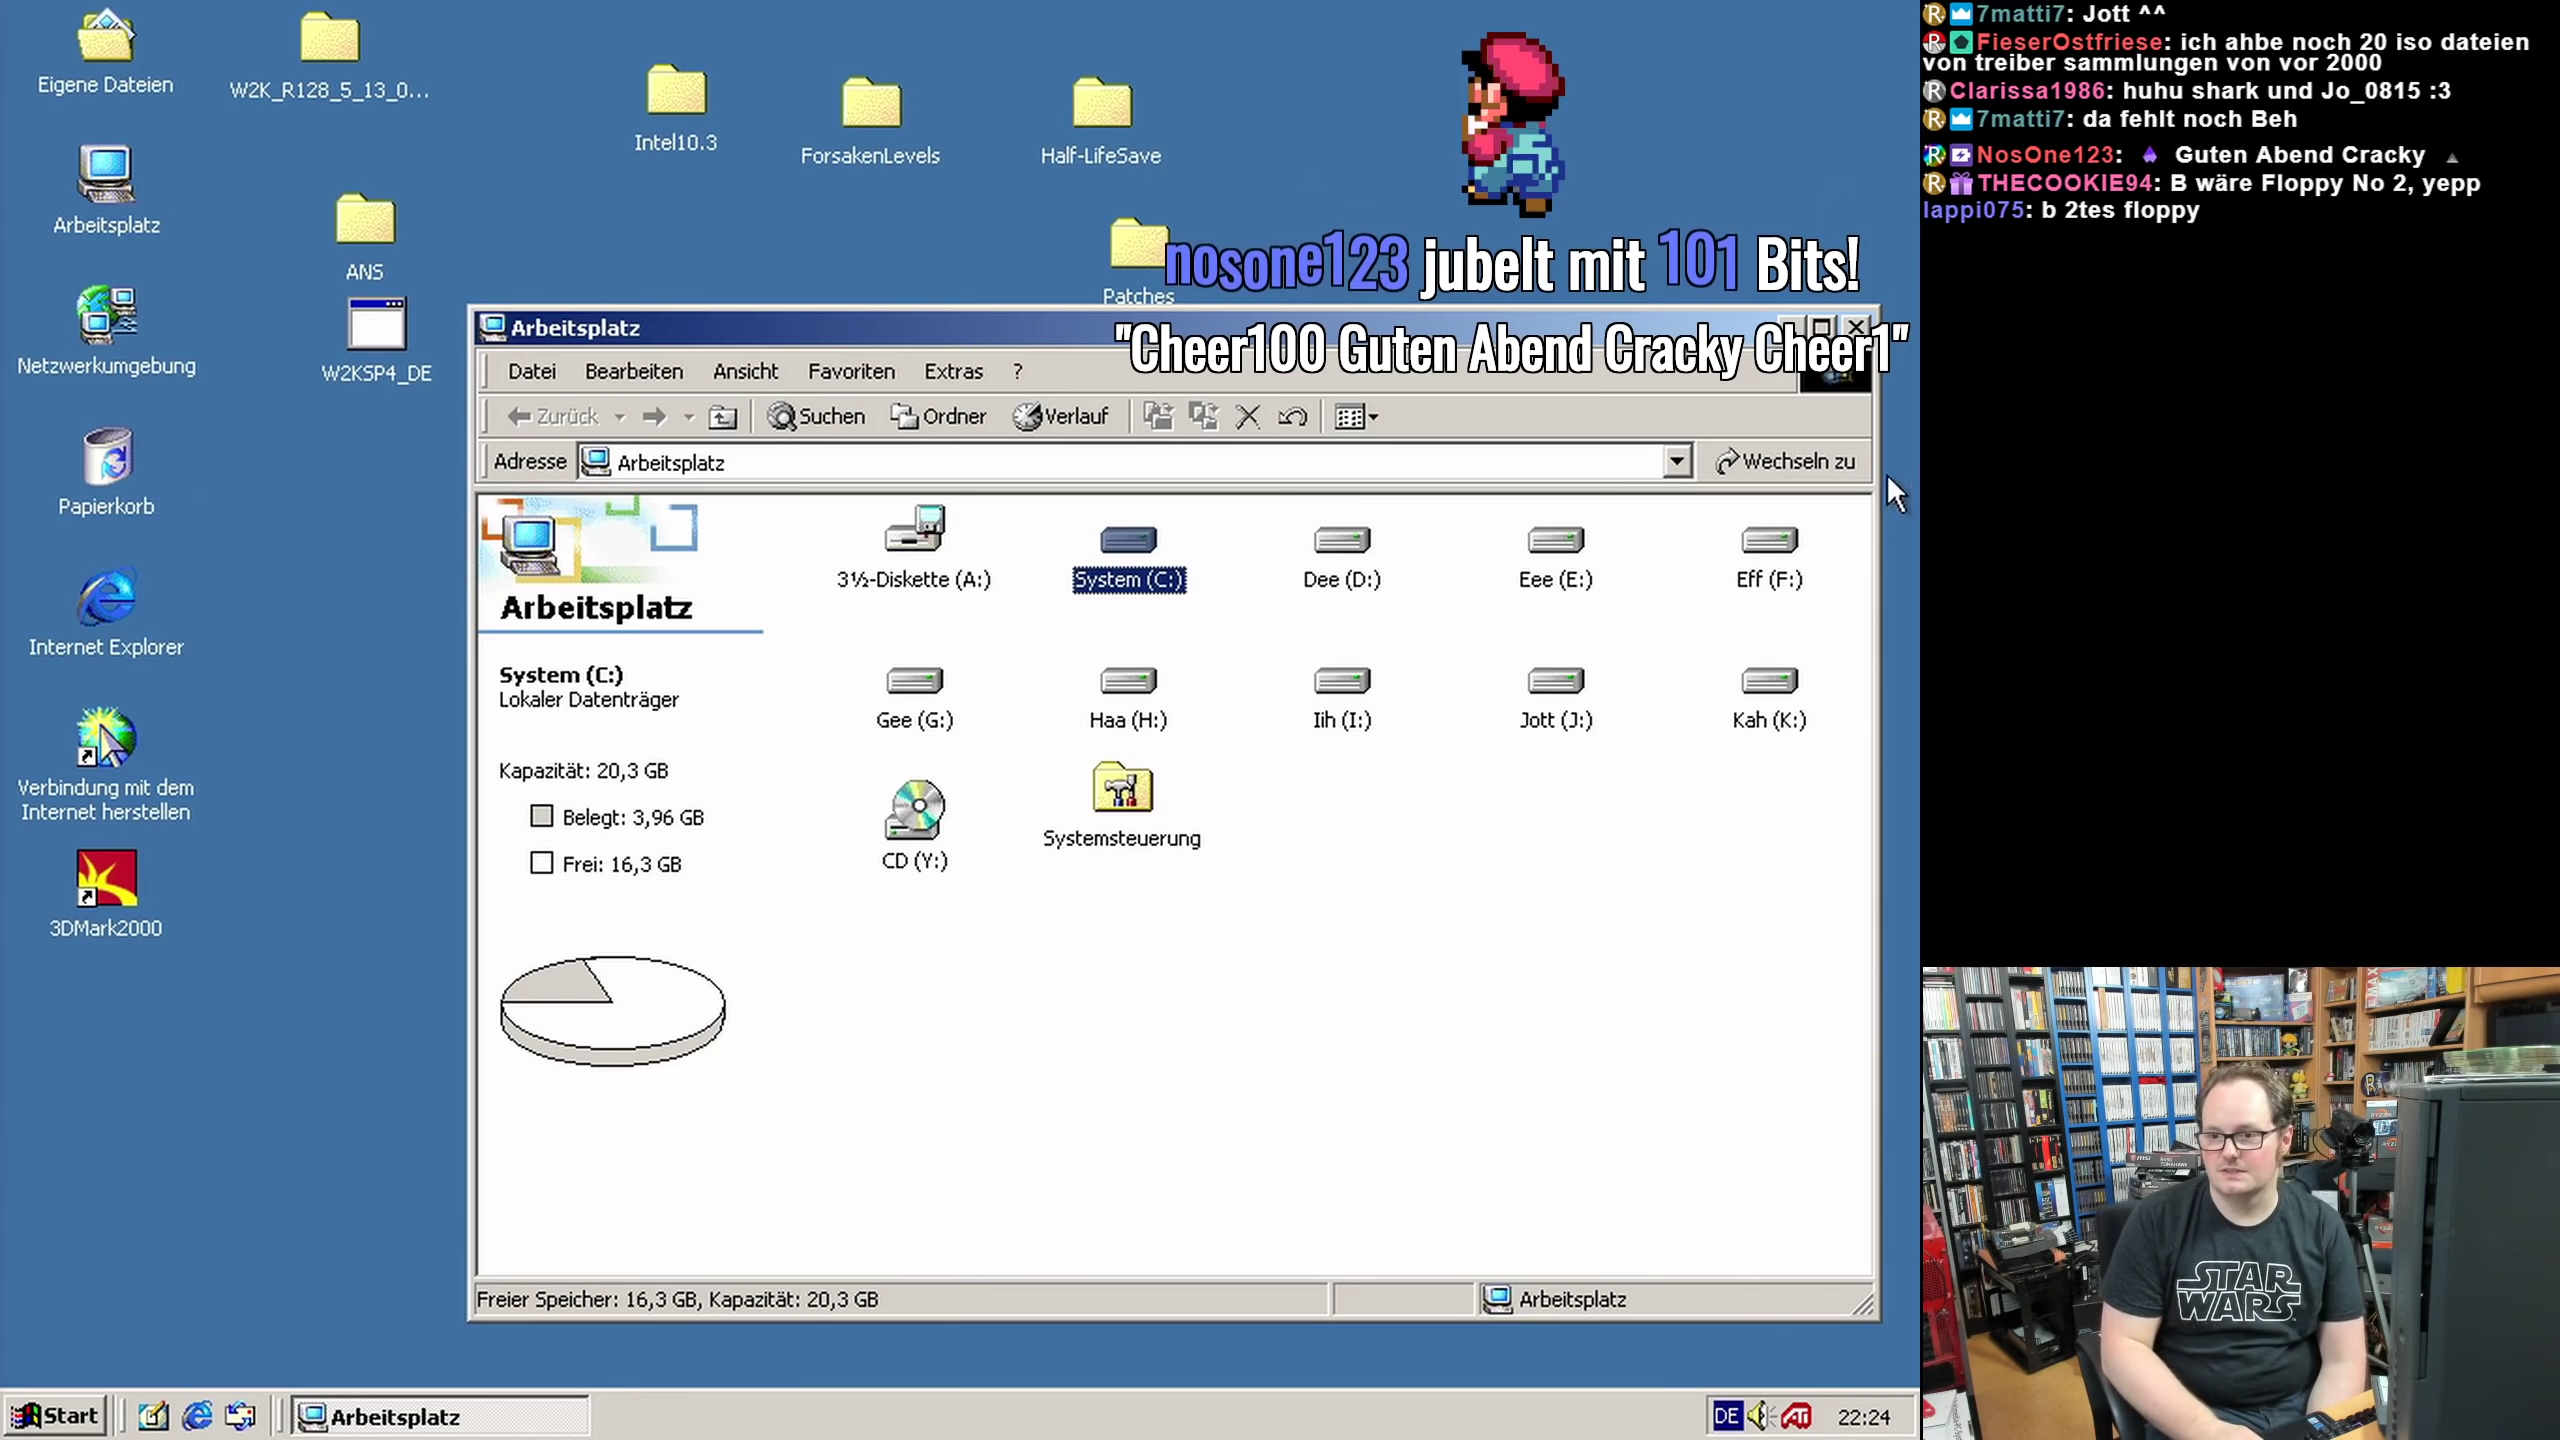 Eigene Dateien
W2K_R128_5_13_0...
Intel10.3
ForsakenLevels
Half-LifeSave
Arbeitsplatz
ANS
Patches
Netzwerkumgebung
W2KSP4_DE
Papierkorb
Internet Explorer
Verbindung mit dem
Internet herstellen
3DMark2000
nosone123 jubelt mit 101 Bits!
"Cheer100 Guten Abend Cracky Cheer1"
Arbeitsplatz
Datei Bearbeiten Ansicht Favoriten Extras ?
Zurück Suchen Ordner Verlauf
Adresse Arbeitsplatz Wechseln zu
Arbeitsplatz
System (C:)
Lokaler Datenträger
Kapazität: 20,3 GB
Belegt: 3,96 GB
Frei: 16,3 GB
3½-Diskette (A:) System (C:) Dee (D:) Eee (E:) Eff (F:)
Gee (G:) Haa (H:) Iih (I:) Jott (J:) Kah (K:)
CD (Y:) Systemsteuerung
Freier Speicher: 16,3 GB, Kapazität: 20,3 GB Arbeitsplatz
Start Arbeitsplatz DE ATi 22:24
7matti7: Jott ^^
FieserOstfriese: ich ahbe noch 20 iso dateien
von treiber sammlungen von vor 2000
Clarissa1986: huhu shark und Jo_0815 :3
7matti7: da fehlt noch Beh
NosOne123: Guten Abend Cracky
THECOOKIE94: B wäre Floppy No 2, yepp
lappi075: b 2tes floppy
STAR
WARS